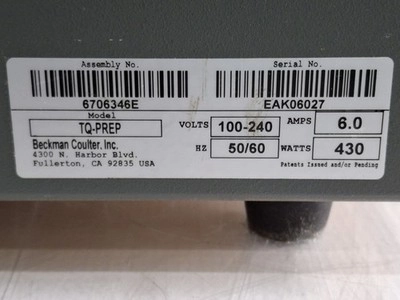 Assembly No. Serial No.
6706346E EAK06027
Model
TQ-PREP VOLTS 100-240 AMPS 6.0
Beckman Coulter, Inc.
4300 N. Harbor Blvd. HZ 50/60 WATTS 430
Fullerton, CA 92835 USA
Patents Issued and/or Pending